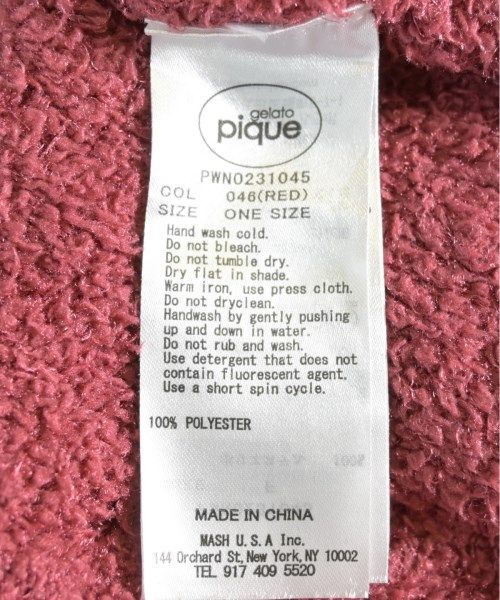 gelato
pique
PWNO231045
COL 046(RED)
SIZE ONE SIZE
Hand wash cold.
Do not bleach.
Do not tumble dry.
Dry flat in shade.
Warm iron, use press cloth.
Do not dryclean.
Handwash by gently pushing
up and down in water.
Do not rub and wash.
Use detergent that does not
contain fluorescent agent.
Use a short spin cycle.
100% POLYESTER
MADE IN CHINA
MASH U.S.A Inc.
144 Orchard St, New York, NY 10002
TEL 917 409 5520